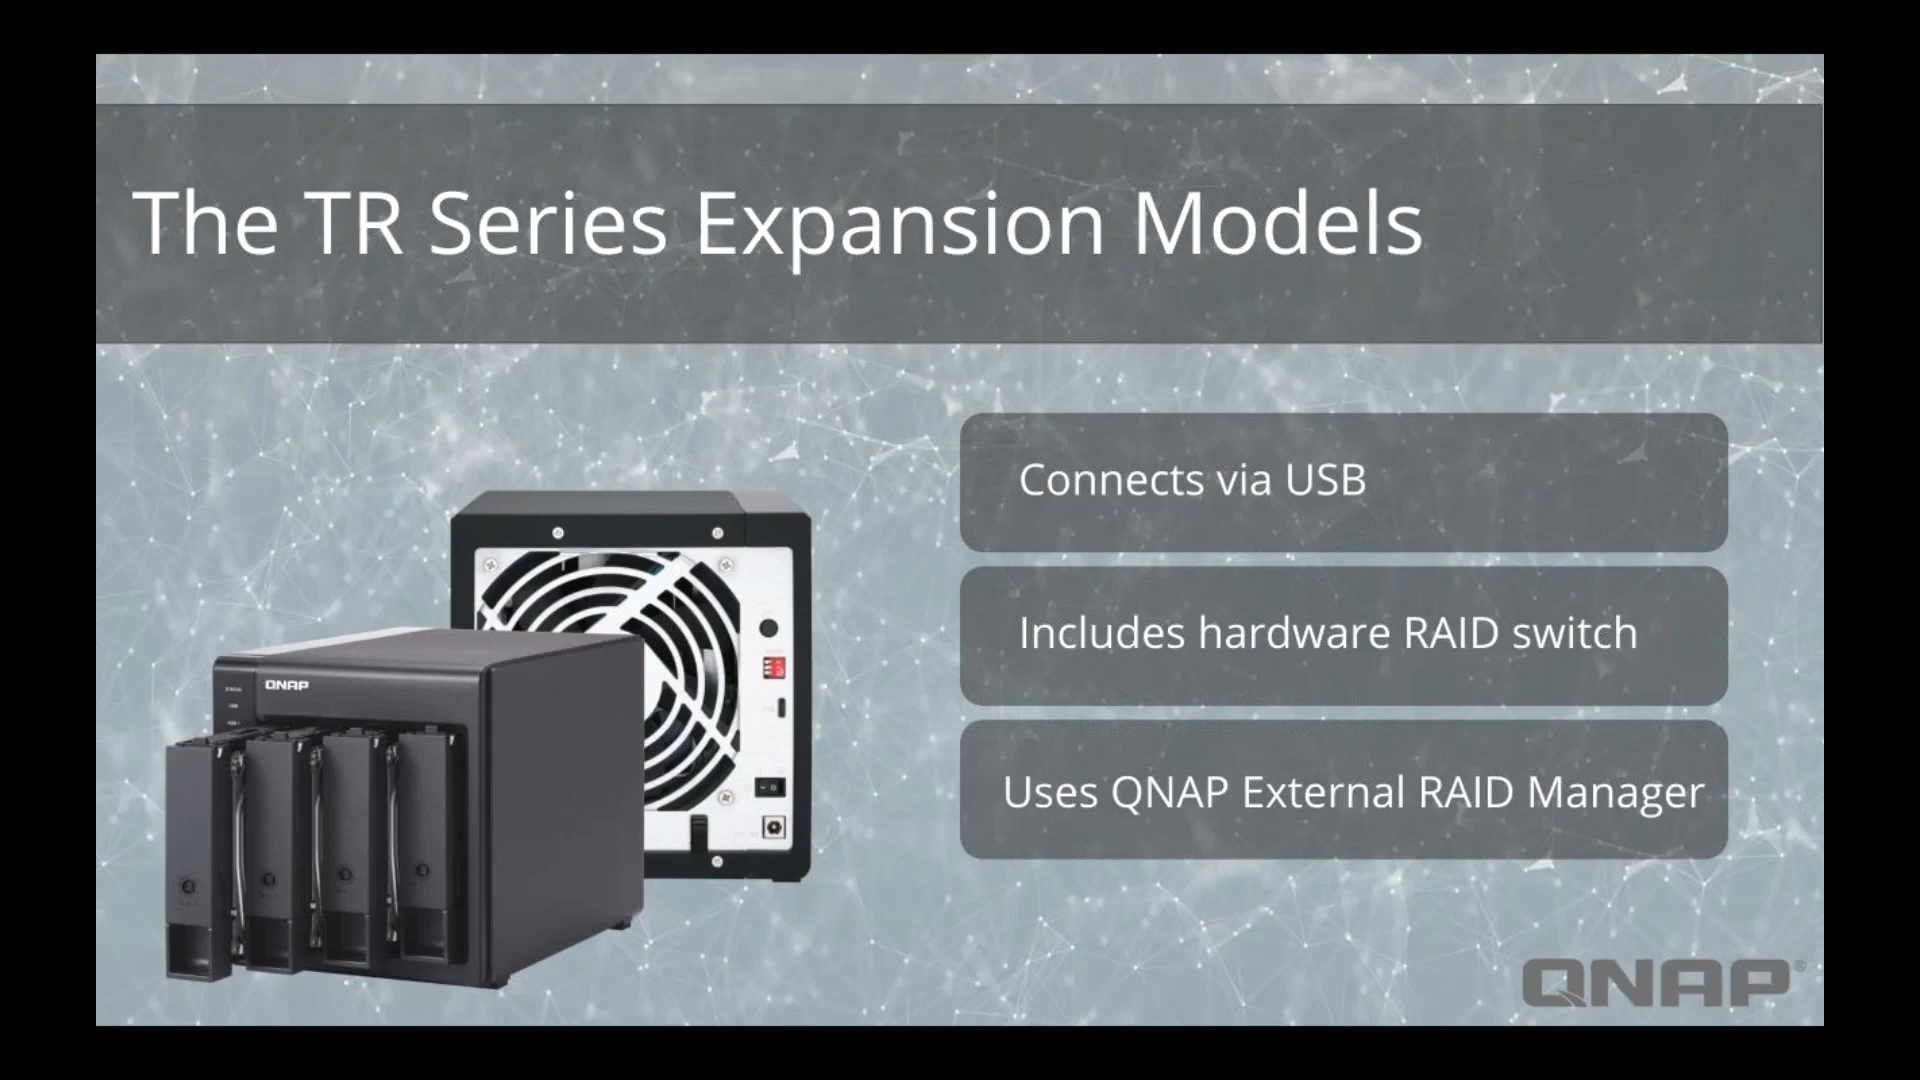 The TR Series Expansion Models
Connects via USB
Includes hardware RAID switch
Uses QNAP External RAID Manager
QNAP
QNAP®